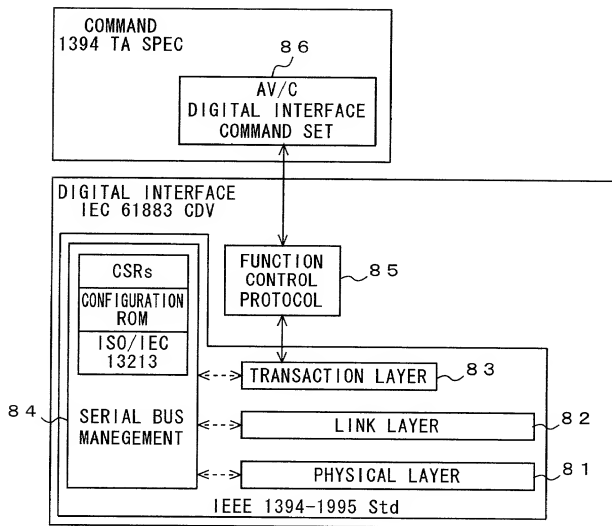 COMMAND
1394 TA SPEC
86
AV/C
DIGITAL INTERFACE
COMMAND SET
DIGITAL INTERFACE
IEC 61883 CDV
FUNCTION
CONTROL
PROTOCOL
85
CSRs
CONFIGURATION
ROM
ISO/IEC
13213
TRANSACTION LAYER
83
84
SERIAL BUS
MANEGEMENT
LINK LAYER
82
PHYSICAL LAYER
81
IEEE 1394-1995 Std